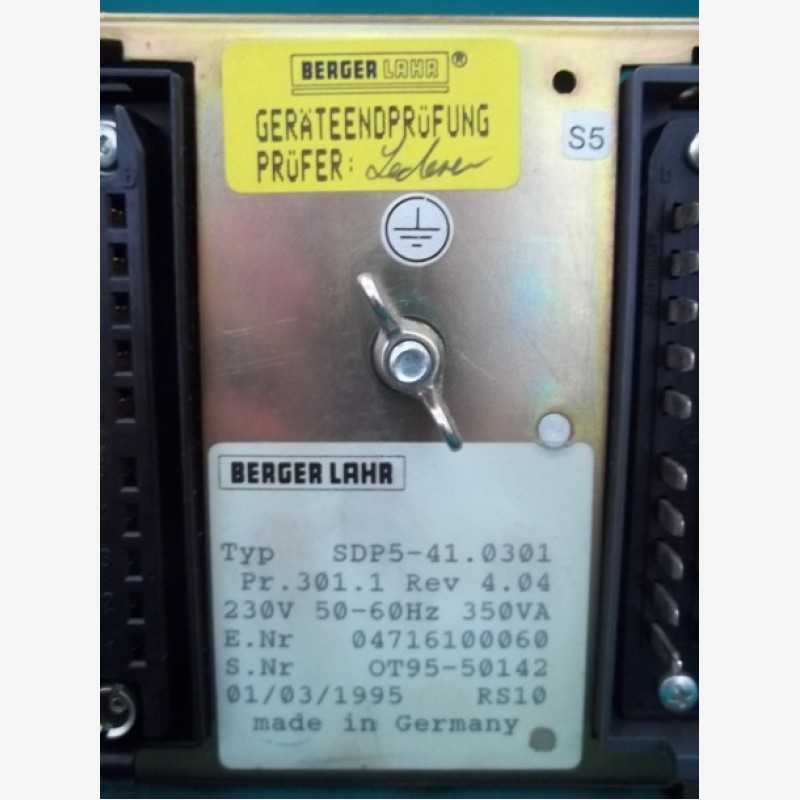 BERGER LAHR ®
GERÄTEENDPRÜFUNG
PRÜFER: Lederer
S5
b
b
BERGER LAHR
Typ SDP5-41.0301
Pr.301.1 Rev 4.04
230V 50-60Hz 350VA
E.Nr 04716100060
S.Nr OT95-50142
01/03/1995 RS10
made in Germany